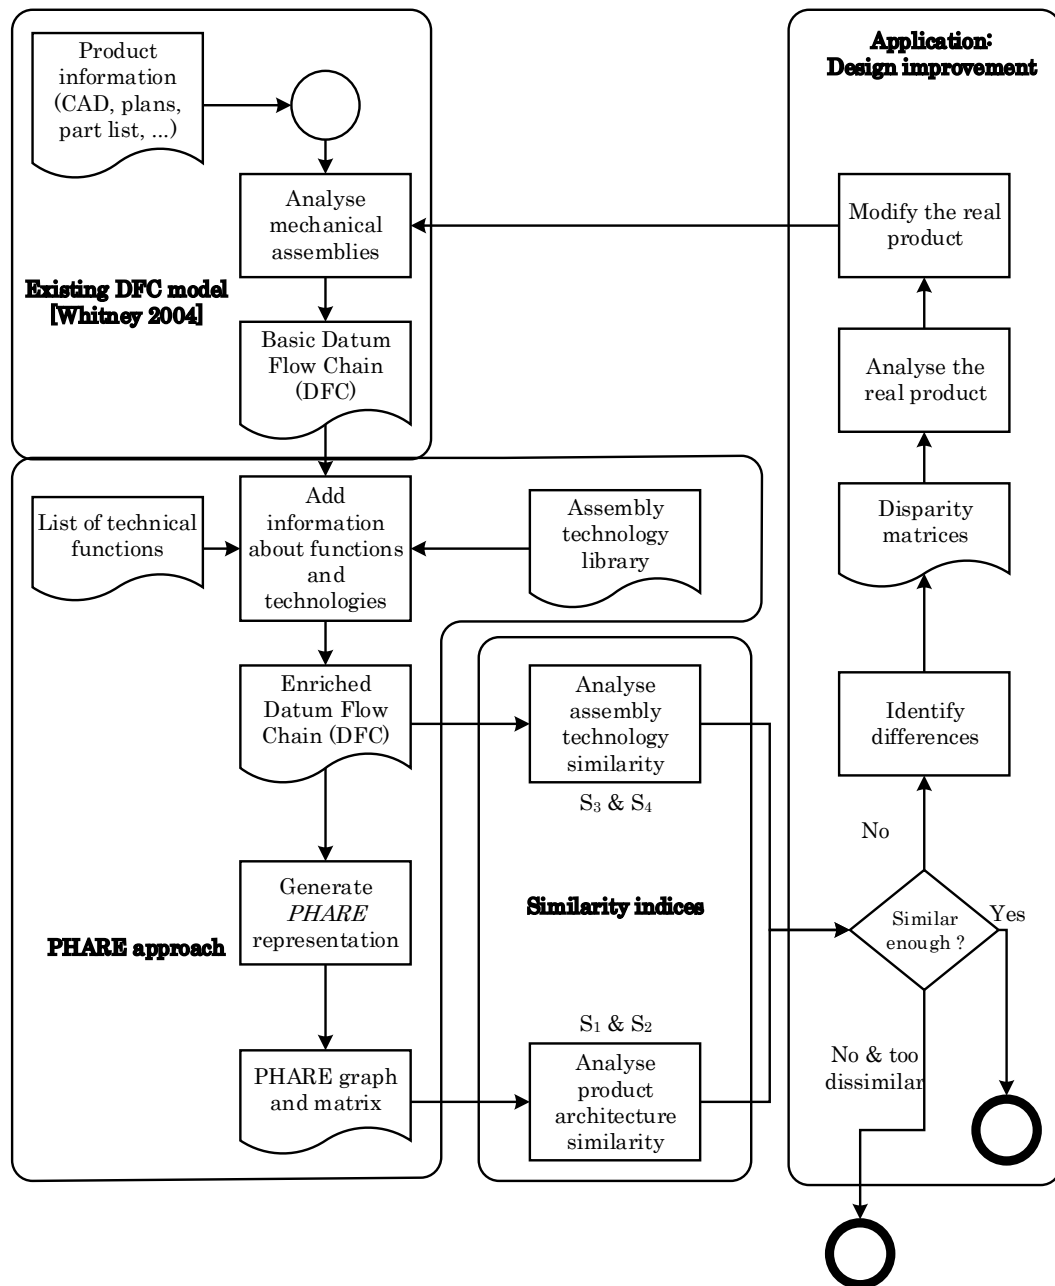 Product
information
(CAD, plans,
part list, ...)
Analyse
mechanical
assemblies
Existing DFC model
[Whitney 2004]
Basic Datum
Flow Chain
(DFC)
List of technical
functions
Add
information
about functions
and
technologies
Assembly
technology
library
Enriched
Datum Flow
Chain (DFC)
Generate
PHARE
representation
PHARE approach
PHARE graph
and matrix
Analyse
assembly
technology
similarity
S₃ & S₄
Similarity indices
S₁ & S₂
Analyse
product
architecture
similarity
Application:
Design improvement
Modify the real
product
Analyse the
real product
Disparity
matrices
Identify
differences
No
Similar
enough ?
Yes
No & too
dissimilar